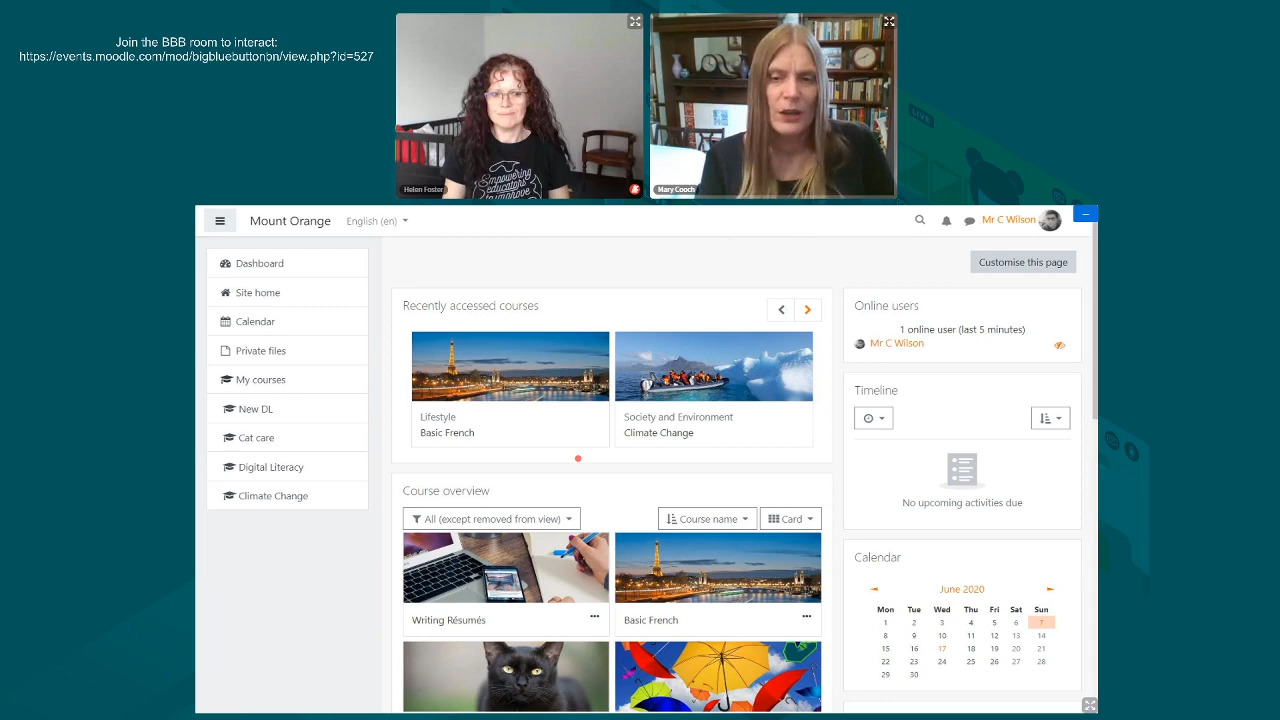 Join the BBB room to interact:
https://events.moodle.com/mod/bigbluebuttonbn/view.php?id=527
LIVE
Empowering
educators
to improve
Helen Foster
Mary Cooch
Mount Orange
English (en)
Mr C Wilson
Dashboard
Site home
Calendar
Private files
My courses
New DL
Cat care
Digital Literacy
Climate Change
Customise this page
Recently accessed courses
Lifestyle
Basic French
Society and Environment
Climate Change
Course overview
All (except removed from view)
Course name
Card
Writing Résumés
Basic French
Online users
1 online user (last 5 minutes)
Mr C Wilson
Timeline
No upcoming activities due
Calendar
June 2020
Mon Tue Wed Thu Fri Sat Sun
1 2 3 4 5 6 7
8 9 10 11 12 13 14
15 16 17 18 19 20 21
22 23 24 25 26 27 28
29 30